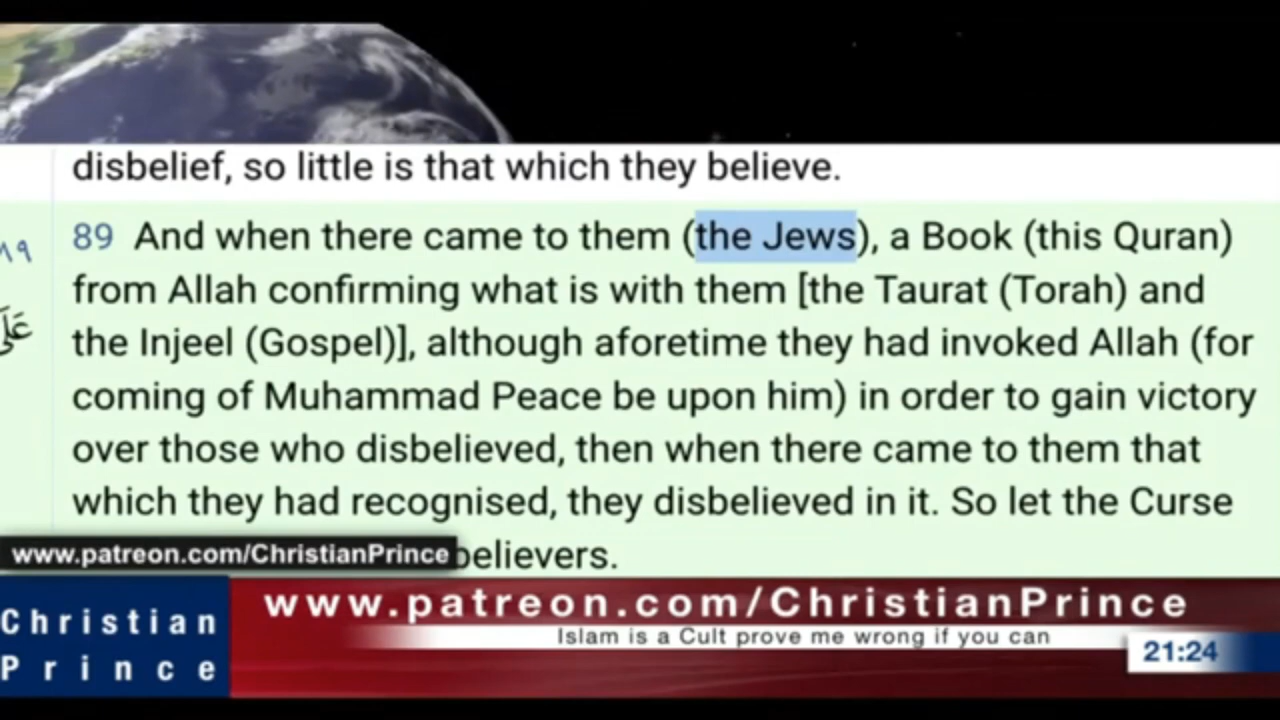 disbelief, so little is that which they believe.
٨٩
89 And when there came to them (the Jews), a Book (this Quran)
from Allah confirming what is with them [the Taurat (Torah) and
the Injeel (Gospel)], although aforetime they had invoked Allah (for
coming of Muhammad Peace be upon him) in order to gain victory
over those who disbelieved, then when there came to them that
which they had recognised, they disbelieved in it. So let the Curse
believers.
www.patreon.com/ChristianPrince
www.patreon.com/ChristianPrince
Islam is a Cult prove me wrong if you can
Christian
Prince
21:24